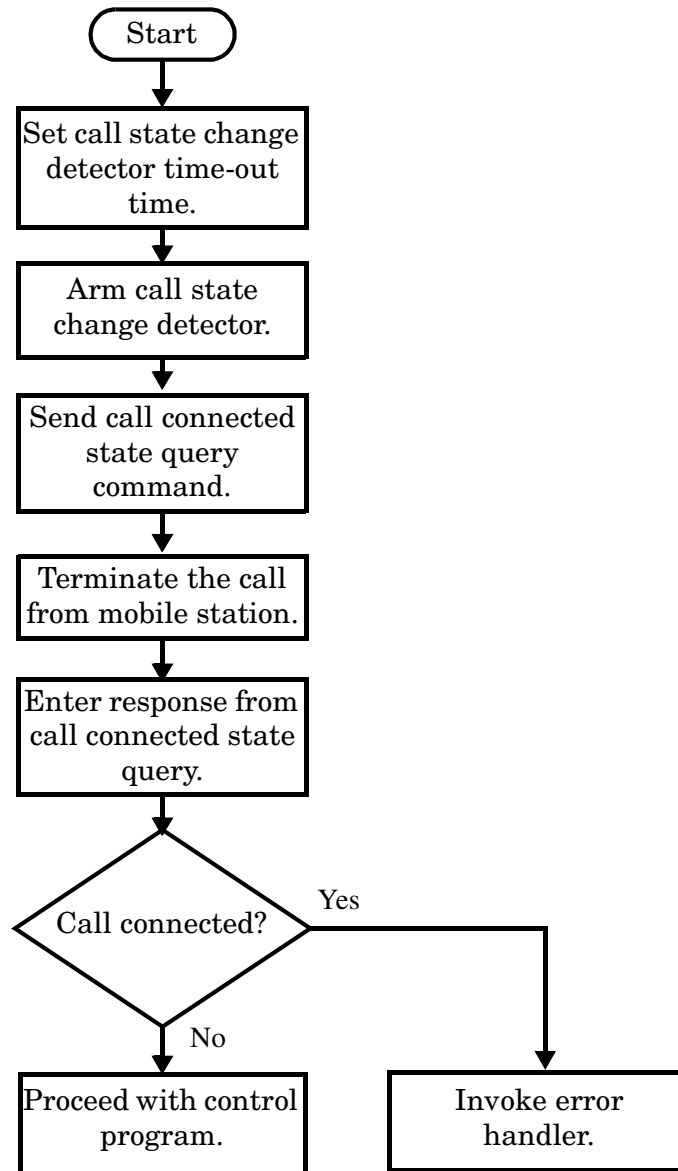 Start
Set call state change
detector time-out
time.
Arm call state
change detector.
Send call connected
state query
command.
Terminate the call
from mobile station.
Enter response from
call connected state
query.
Call connected?
Yes
No
Proceed with control
program.
Invoke error
handler.